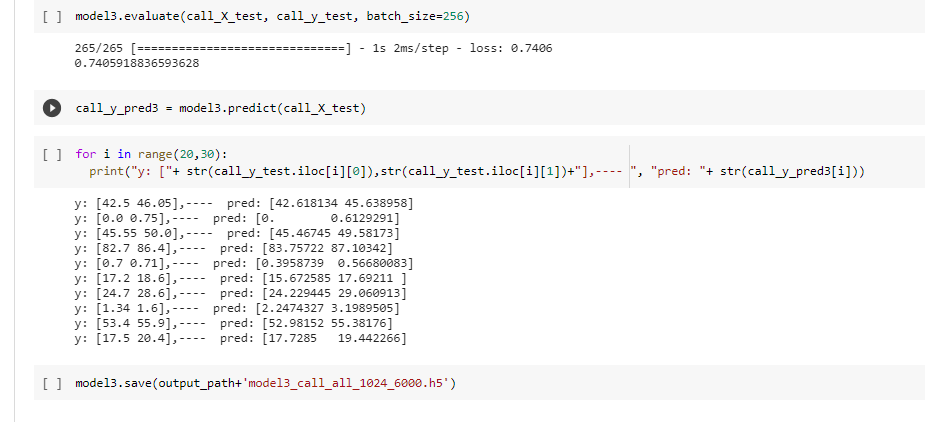 [ ] model3.evaluate(call_X_test, call_y_test, batch_size=256)
265/265 [==============================] - 1s 2ms/step - loss: 0.7406
0.7405918836593628
call_y_pred3 = model3.predict(call_X_test)
[ ] for i in range(20,30):
print("y: ["+ str(call_y_test.iloc[i][0]),str(call_y_test.iloc[i][1])+"],---- ", "pred: "+ str(call_y_pred3[i]))
y: [42.5 46.05],---- pred: [42.618134 45.638958]
y: [0.0 0.75],---- pred: [0. 0.6129291]
y: [45.55 50.0],---- pred: [45.46745 49.58173]
y: [82.7 86.4],---- pred: [83.75722 87.10342]
y: [0.7 0.71],---- pred: [0.3958739 0.56680083]
y: [17.2 18.6],---- pred: [15.672585 17.69211 ]
y: [24.7 28.6],---- pred: [24.229445 29.060913]
y: [1.34 1.6],---- pred: [2.2474327 3.1989505]
y: [53.4 55.9],---- pred: [52.98152 55.38176]
y: [17.5 20.4],---- pred: [17.7285 19.442266]
[ ] model3.save(output_path+'model3_call_all_1024_6000.h5')